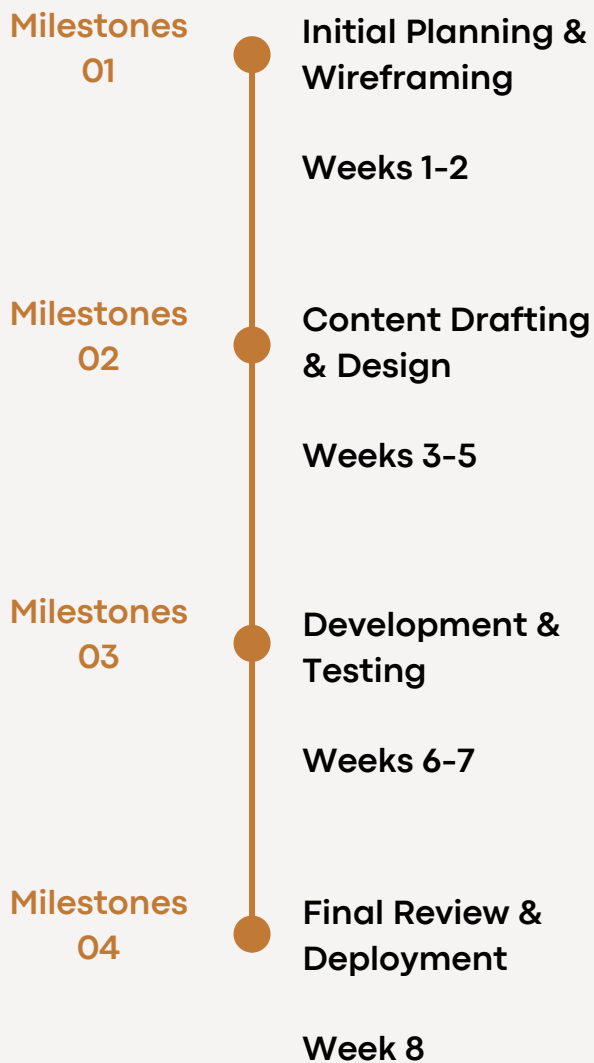 Milestones
01
Initial Planning &
Wireframing
Weeks 1-2
Milestones
02
Content Drafting
& Design
Weeks 3-5
Milestones
03
Development &
Testing
Weeks 6-7
Milestones
04
Final Review &
Deployment
Week 8